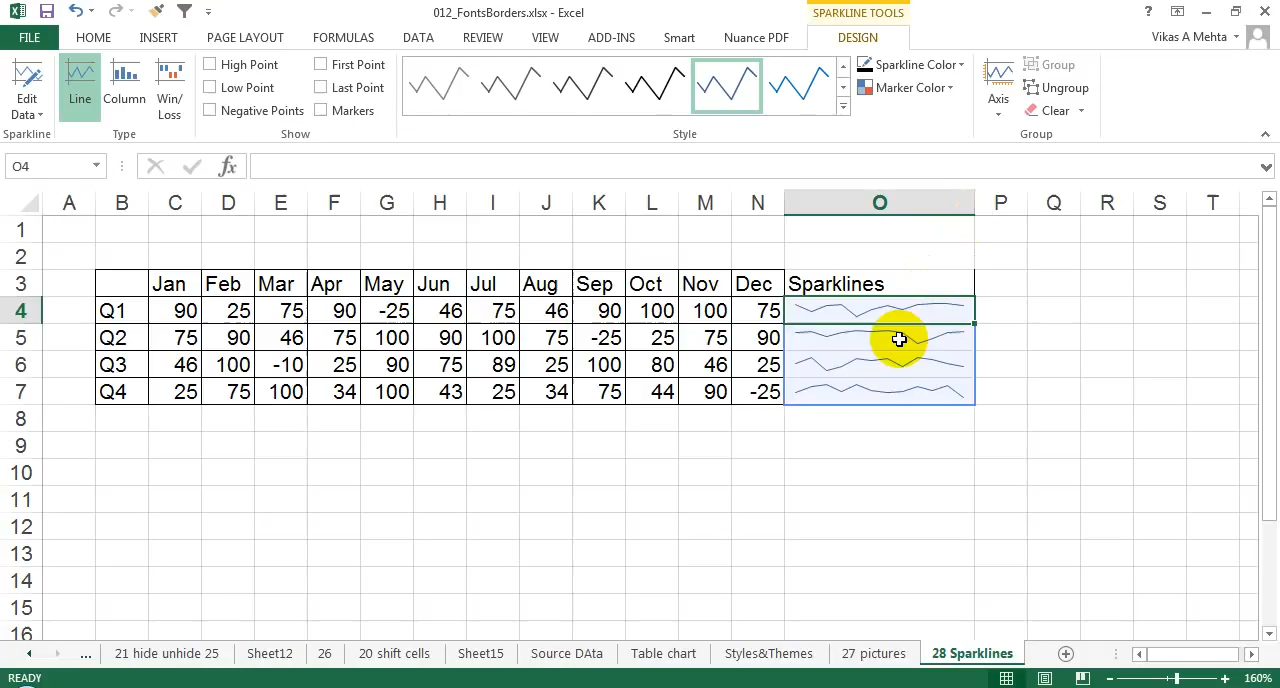 012_FontsBorders.xlsx - Excel
SPARKLINE TOOLS
?
FILE HOME INSERT PAGE LAYOUT FORMULAS DATA REVIEW VIEW ADD-INS Smart Nuance PDF DESIGN Vikas A Mehta
Edit Data
Line
Column
Win/ Loss
High Point
First Point
Low Point
Last Point
Negative Points
Markers
Sparkline Color
Marker Color
Axis
Group
Ungroup
Clear
Sparkline Type Show Style Group
O4 fx
A B C D E F G H I J K L M N O P Q R S T
1
2
3 Jan Feb Mar Apr May Jun Jul Aug Sep Oct Nov Dec Sparklines
4 Q1 90 25 75 90 -25 46 75 46 90 100 100 75
5 Q2 75 90 46 75 100 90 100 75 -25 25 75 90
6 Q3 46 100 -10 25 90 75 89 25 100 80 46 25
7 Q4 25 75 100 34 100 43 25 34 75 44 90 -25
8
9
10
11
12
13
14
15
16
... 21 hide unhide 25 Sheet12 26 20 shift cells Sheet15 Source DAta Table chart Styles&Themes 27 pictures 28 Sparklines
READY 160%